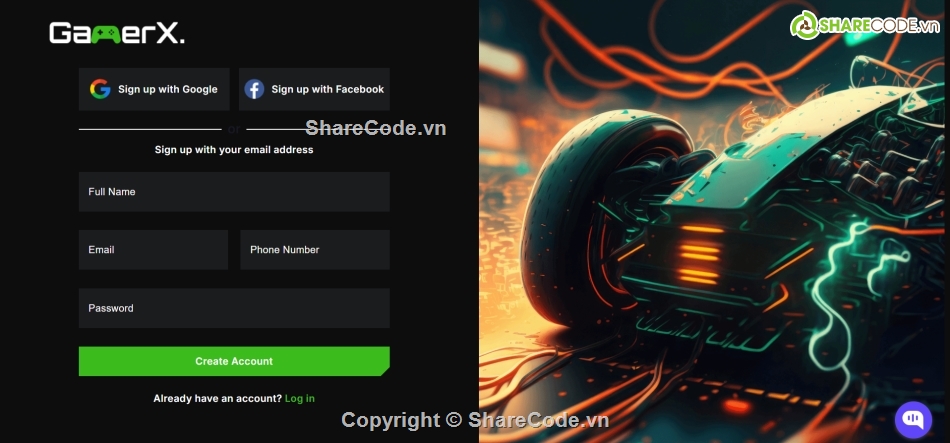 GamerX.
SHARECODE.vn
Sign up with Google
Sign up with Facebook
or
ShareCode.vn
Sign up with your email address
Full Name
Email
Phone Number
Password
Create Account
Already have an account? Log in
Copyright © ShareCode.vn